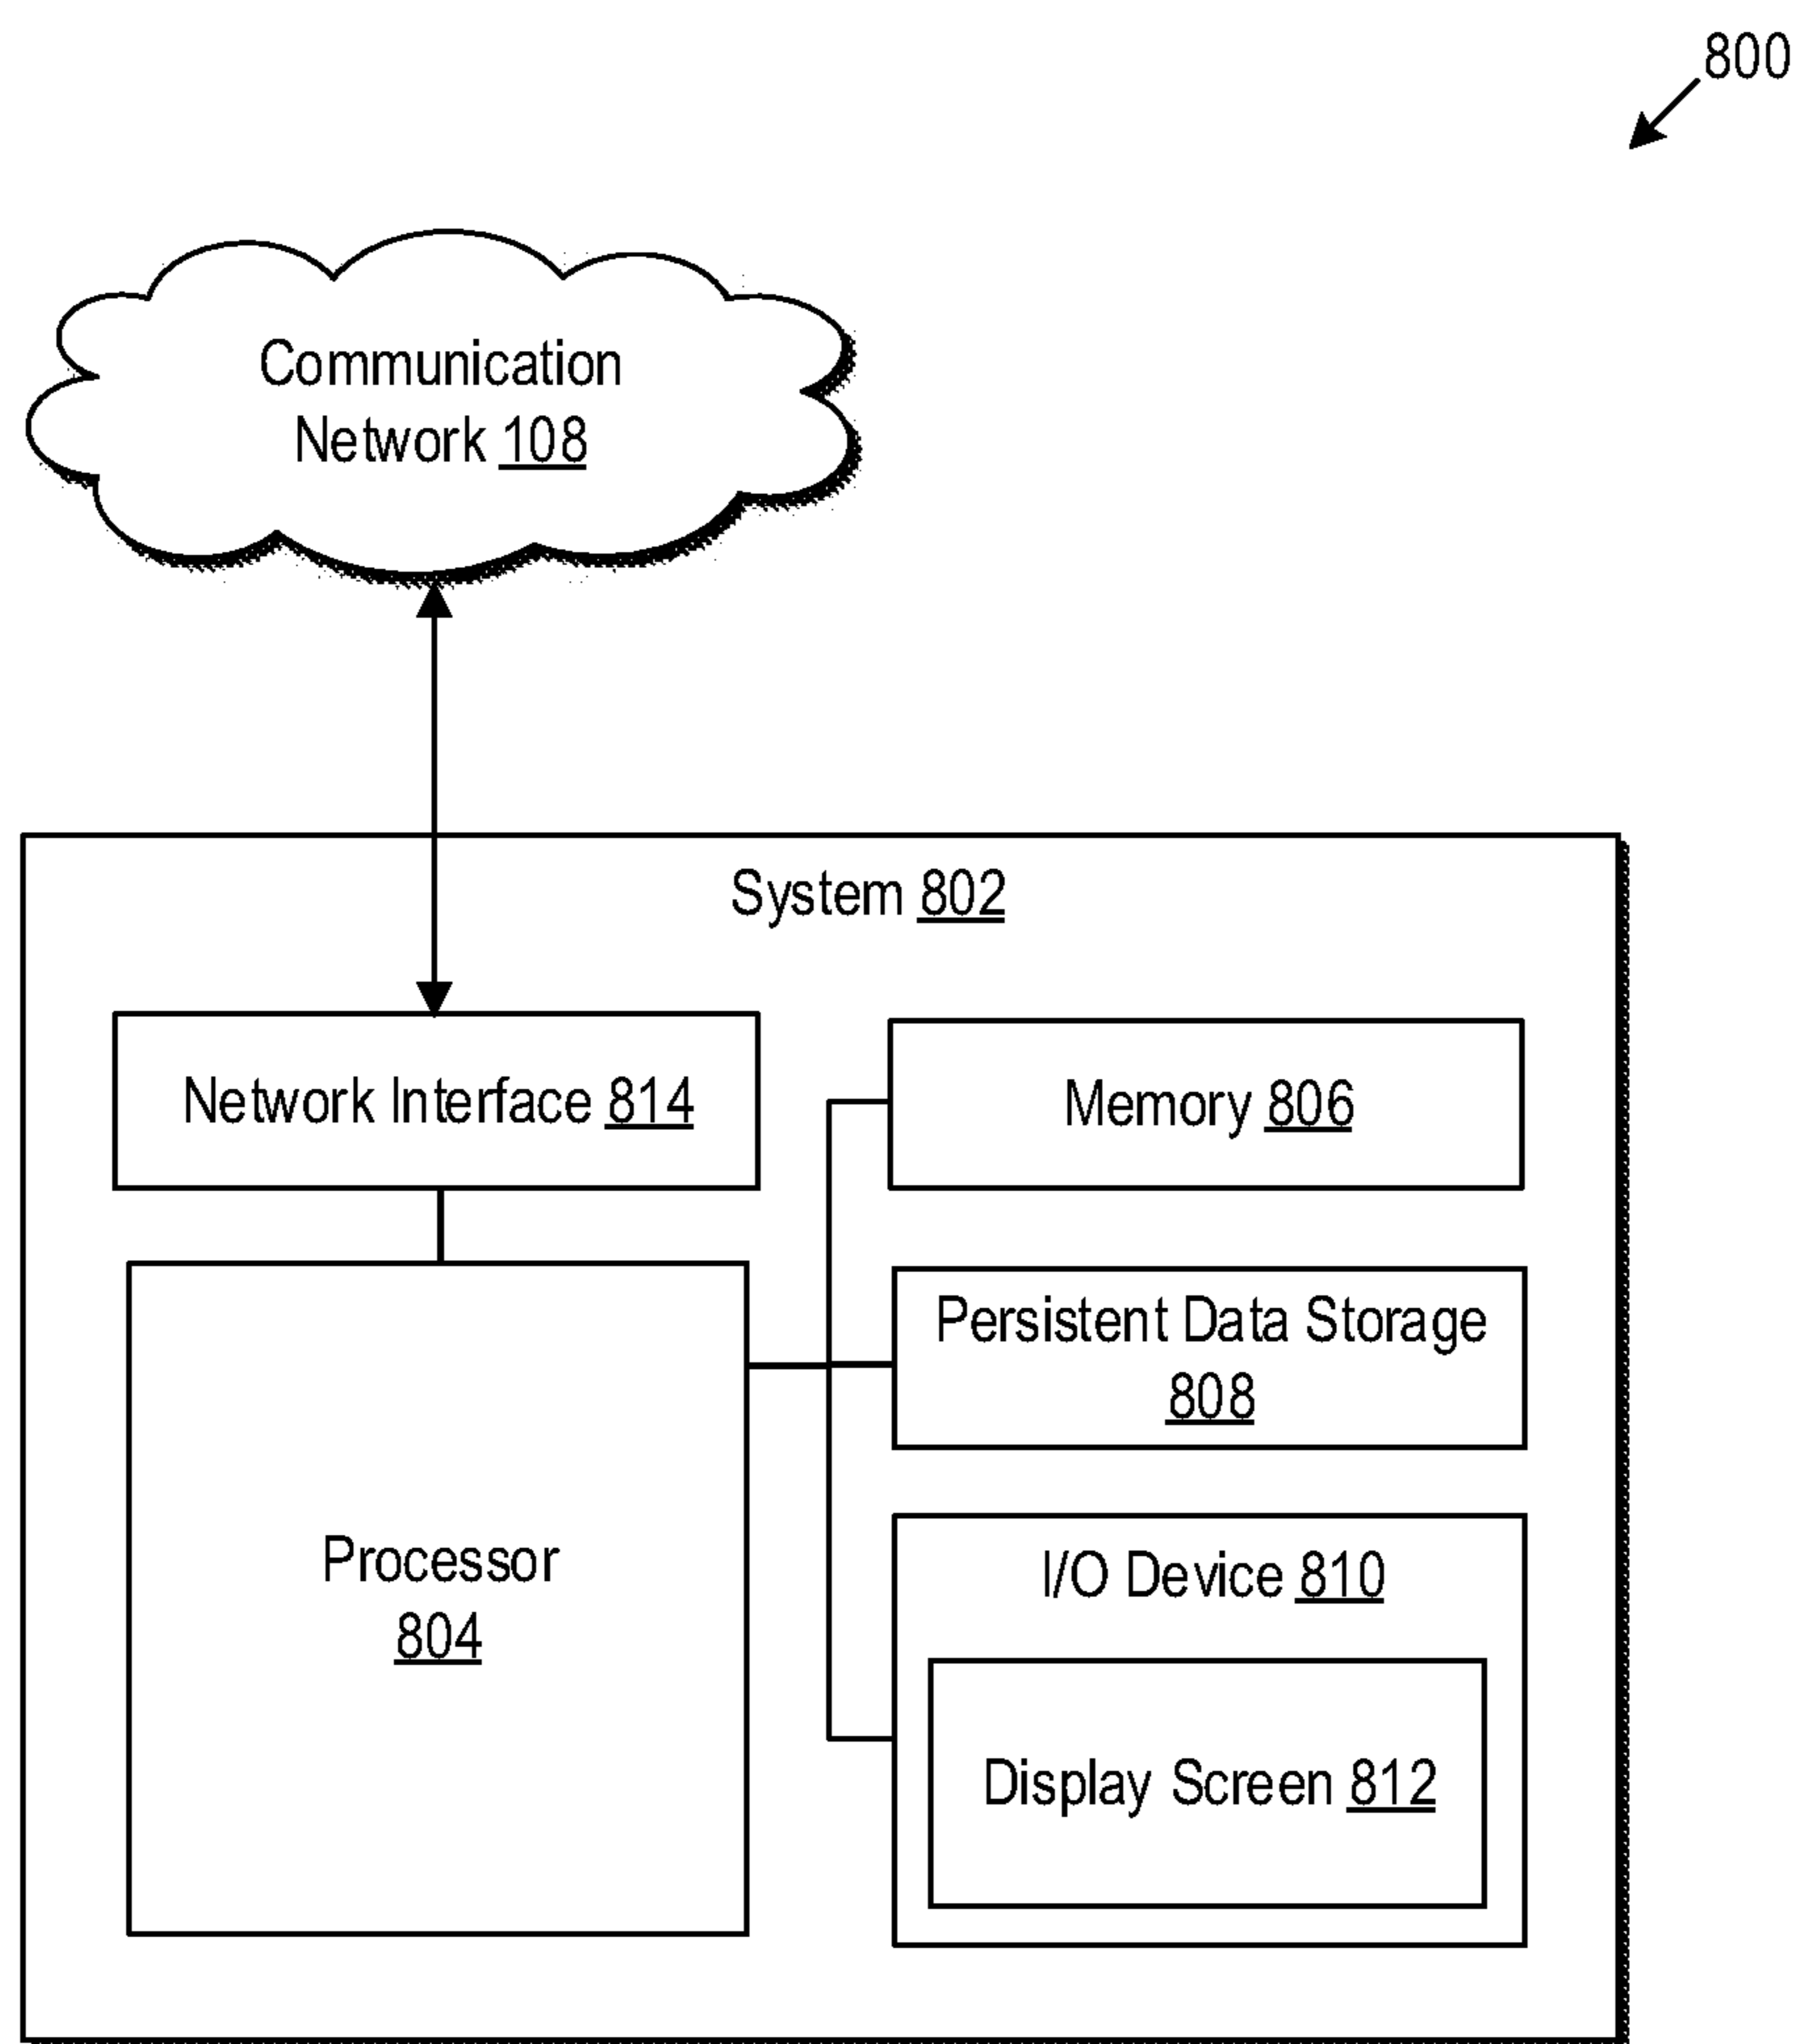 800
Communication
Network 108
System 802
Network Interface 814
Memory 806
Persistent Data Storage
808
Processor
804
I/O Device 810
Display Screen 812